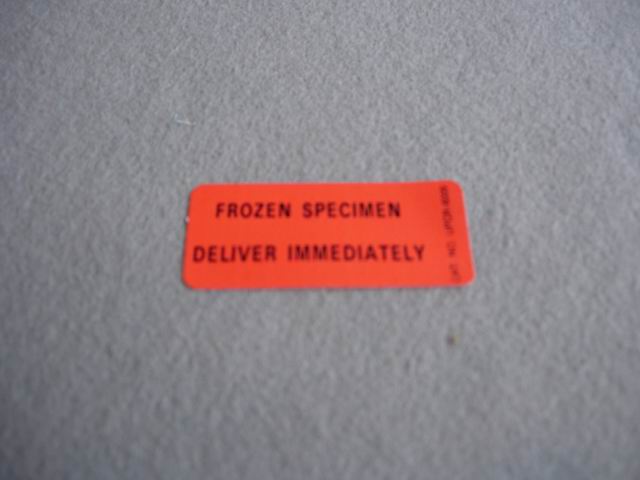 FROZEN SPECIMEN
DELIVER IMMEDIATELY